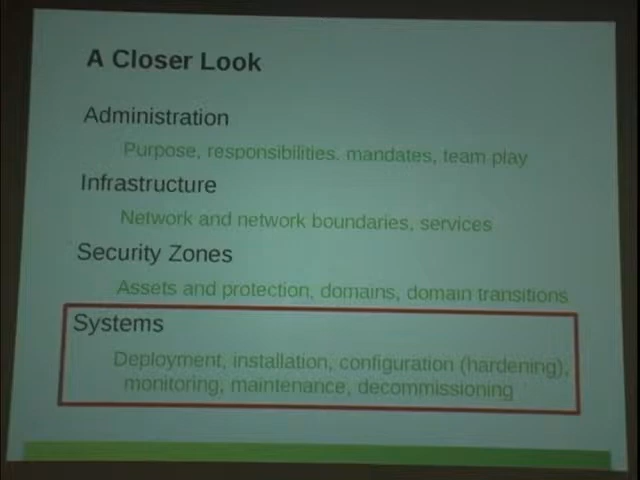 A Closer Look
Administration
Purpose, responsibilities. mandates, team play
Infrastructure
Network and network boundaries, services
Security Zones
Assets and protection, domains, domain transitions
Systems
Deployment, installation, configuration (hardening),
monitoring, maintenance, decommissioning